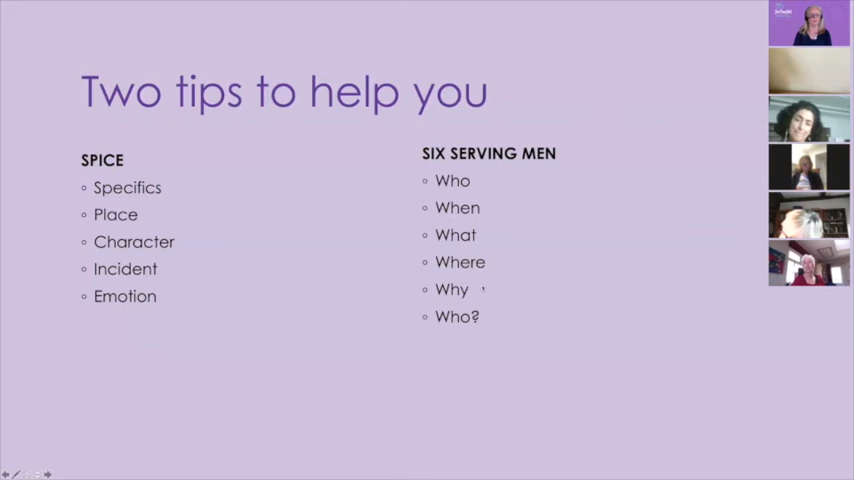 Two tips to help you
SPICE
Specifics
Place
Character
Incident
Emotion
SIX SERVING MEN
Who
When
What
Where
Why
Who?